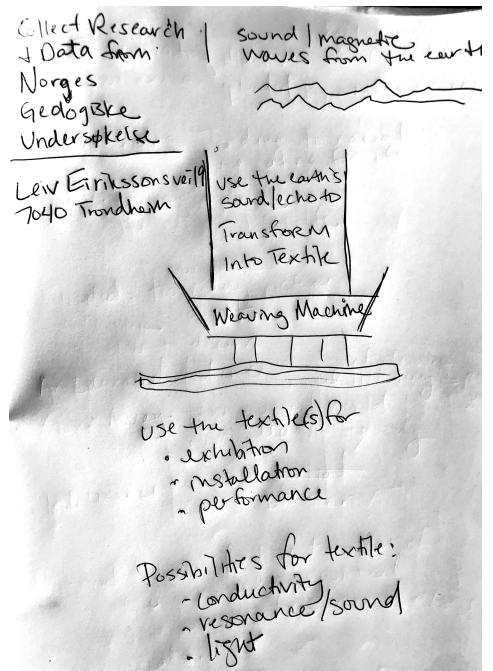 Collect Research
+ Data from
Norges
Geologiske
Undersøkelse
Leiv Eirikssons vei 19
7040 Trondheim
sound / magnetic
waves from the earth
use the earth's
sound/echo to
Transform
Into Textile
Weaving Machine
use the textile(s) for
• exhibition
- installation
- performance
Possibilities for textile:
- conductivity
- resonance/sound
• light